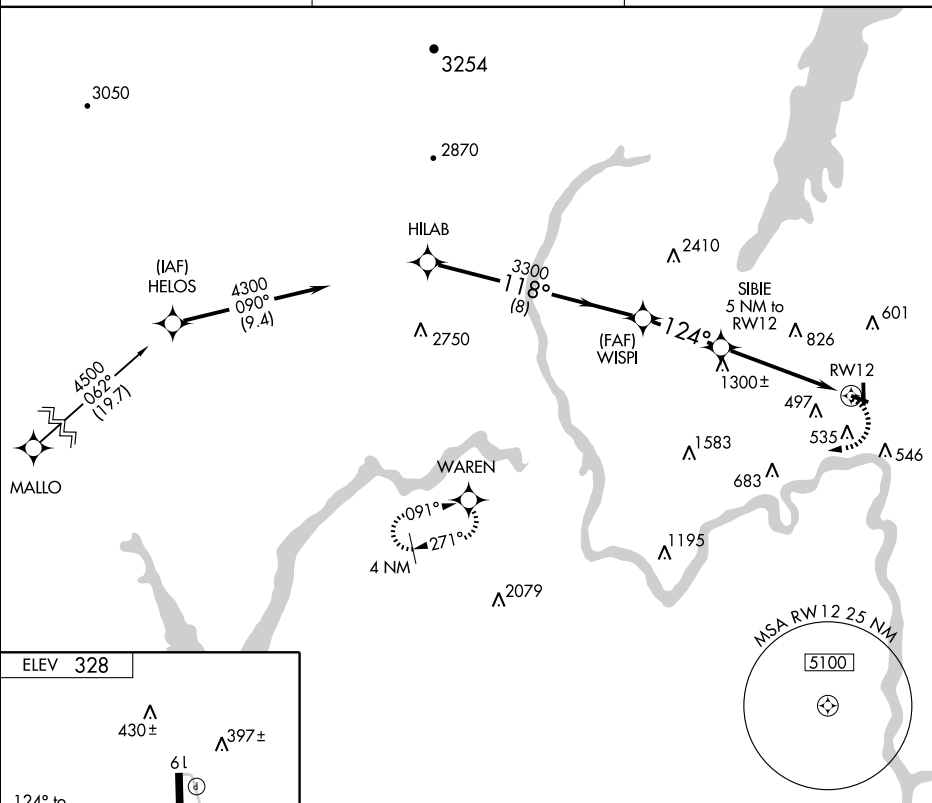 3254
3050
2870
HILAB
2410
(IAF)
HELOS
4300
090°
(9.4)
3300
118°
(8)
SIBIE
5 NM to
RW12
601
826
2750
(FAF)
WISPI
124°
1300±
RW12
4500
062°
(19.7)
497
535
546
MALLO
1583
683
WAREN
091°
271°
4 NM
1195
2079
MSA RW12 25 NM
5100
ELEV 328
430±
397±
19
P
124° to